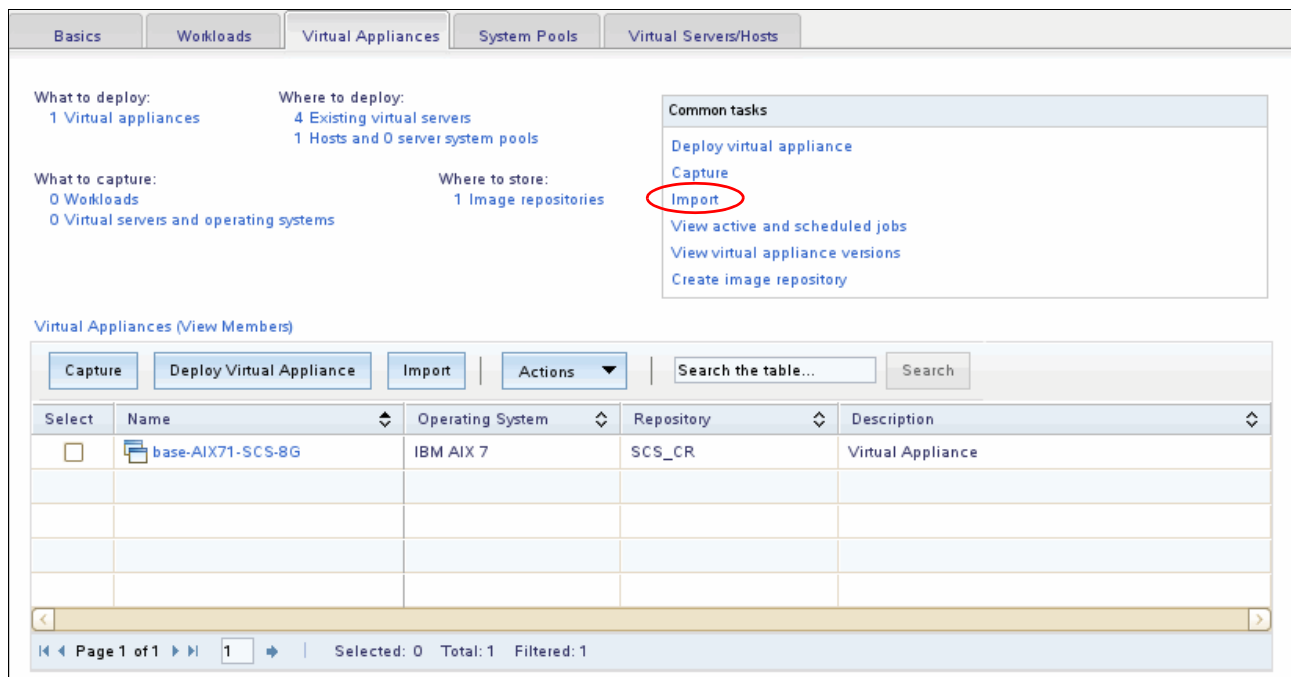 Basics Workloads Virtual Appliances System Pools Virtual Servers/Hosts
What to deploy:
1 Virtual appliances
Where to deploy:
4 Existing virtual servers
1 Hosts and 0 server system pools
What to capture:
0 Workloads
0 Virtual servers and operating systems
Where to store:
1 Image repositories
Common tasks
Deploy virtual appliance
Capture
Import
View active and scheduled jobs
View virtual appliance versions
Create image repository
Virtual Appliances (View Members)
Capture Deploy Virtual Appliance Import | Actions | Search the table... Search
Select Name Operating System Repository Description
base-AIX71-SCS-8G IBM AIX 7 SCS_CR Virtual Appliance
Page 1 of 1 1 | Selected: 0 Total: 1 Filtered: 1